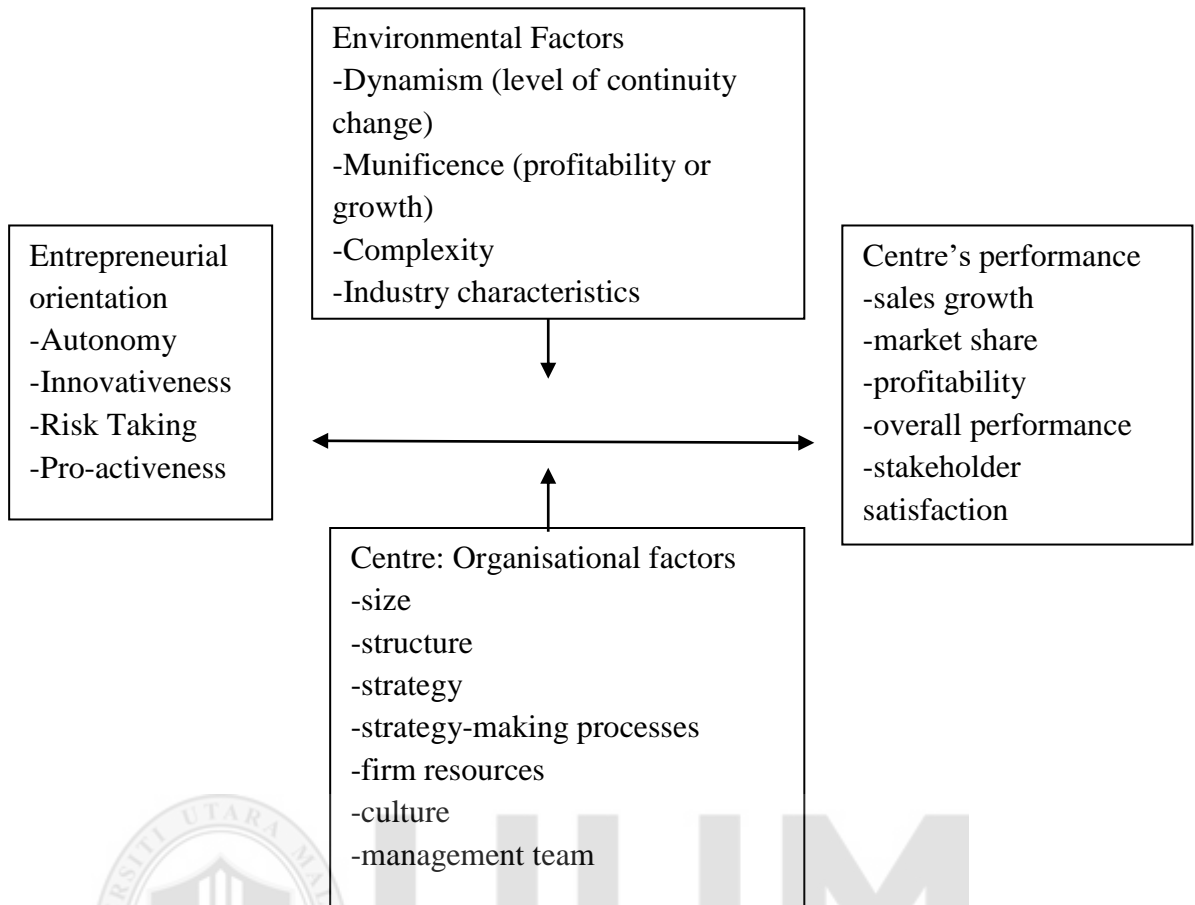 Environmental Factors
-Dynamism (level of continuity
change)
-Munificence (profitability or
growth)
-Complexity
-Industry characteristics
Entrepreneurial
orientation
-Autonomy
-Innovativeness
-Risk Taking
-Pro-activeness
Centre’s performance
-sales growth
-market share
-profitability
-overall performance
-stakeholder
satisfaction
Centre: Organisational factors
-size
-structure
-strategy
-strategy-making processes
-firm resources
-culture
-management team
UTARA